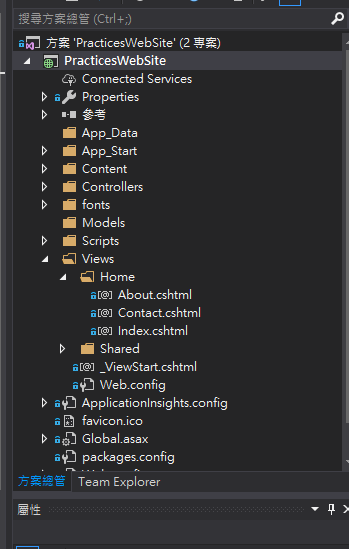 搜尋方案總管 (Ctrl+;)
方案 'PracticesWebSite' (2 專案)
PracticesWebSite
Connected Services
Properties
參考
App_Data
App_Start
Content
Controllers
fonts
Models
Scripts
Views
Home
About.cshtml
Contact.cshtml
Index.cshtml
Shared
_ViewStart.cshtml
Web.config
ApplicationInsights.config
favicon.ico
Global.asax
packages.config
方案總管 Team Explorer
屬性